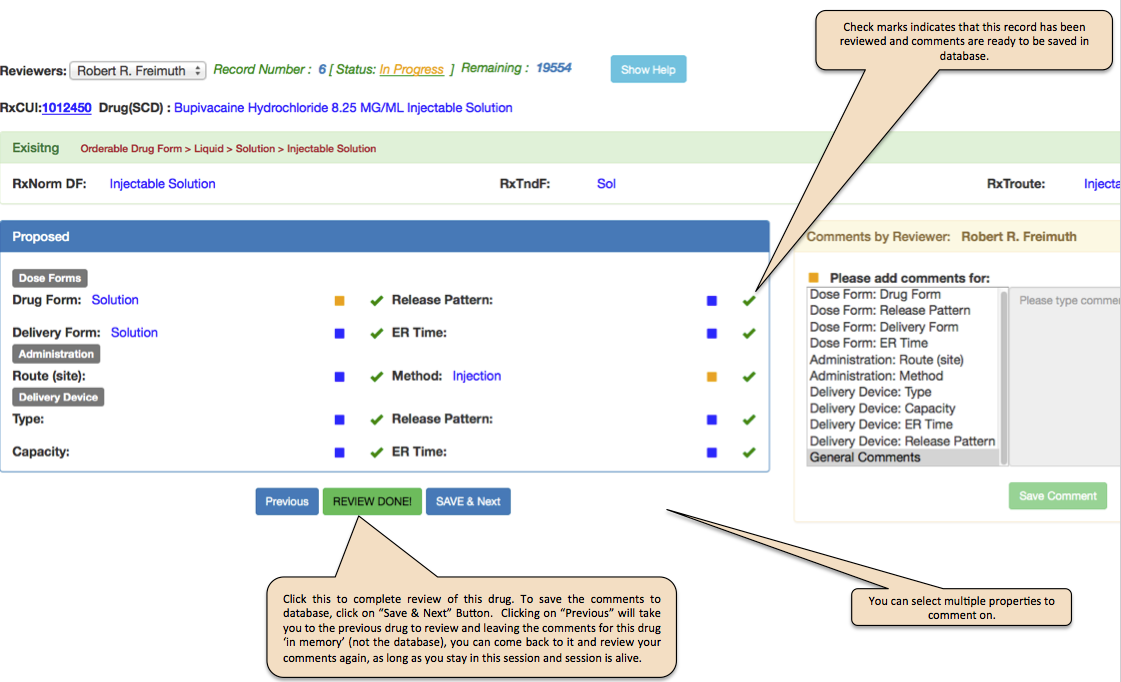 Check marks indicates that this record has been
reviewed and comments are ready to be saved in
database.
Reviewers: Robert R. Freimuth Record Number : 6 [ Status: In Progress ] Remaining : 19554 Show Help
RxCUI:1012450 Drug(SCD) : Bupivacaine Hydrochloride 8.25 MG/ML Injectable Solution
Exisitng Orderable Drug Form > Liquid > Solution > Injectable Solution
RxNorm DF: Injectable Solution RxTndF: Sol RxTroute: Injecta
Proposed
Dose Forms
Drug Form: Solution Release Pattern:
Delivery Form: Solution ER Time:
Administration
Route (site): Method: Injection
Delivery Device
Type: Release Pattern:
Capacity: ER Time:
Previous REVIEW DONE! SAVE & Next
Comments by Reviewer: Robert R. Freimuth
Please add comments for:
Dose Form: Drug Form
Dose Form: Release Pattern
Dose Form: Delivery Form
Dose Form: ER Time
Administration: Route (site)
Administration: Method
Delivery Device: Type
Delivery Device: Capacity
Delivery Device: ER Time
Delivery Device: Release Pattern
General Comments
Please type comme
Save Comment
Click this to complete review of this drug. To save the comments to
database, click on “Save & Next” Button. Clicking on “Previous” will take
you to the previous drug to review and leaving the comments for this drug
‘in memory’ (not the database), you can come back to it and review your
comments again, as long as you stay in this session and session is alive.
You can select multiple properties to
comment on.